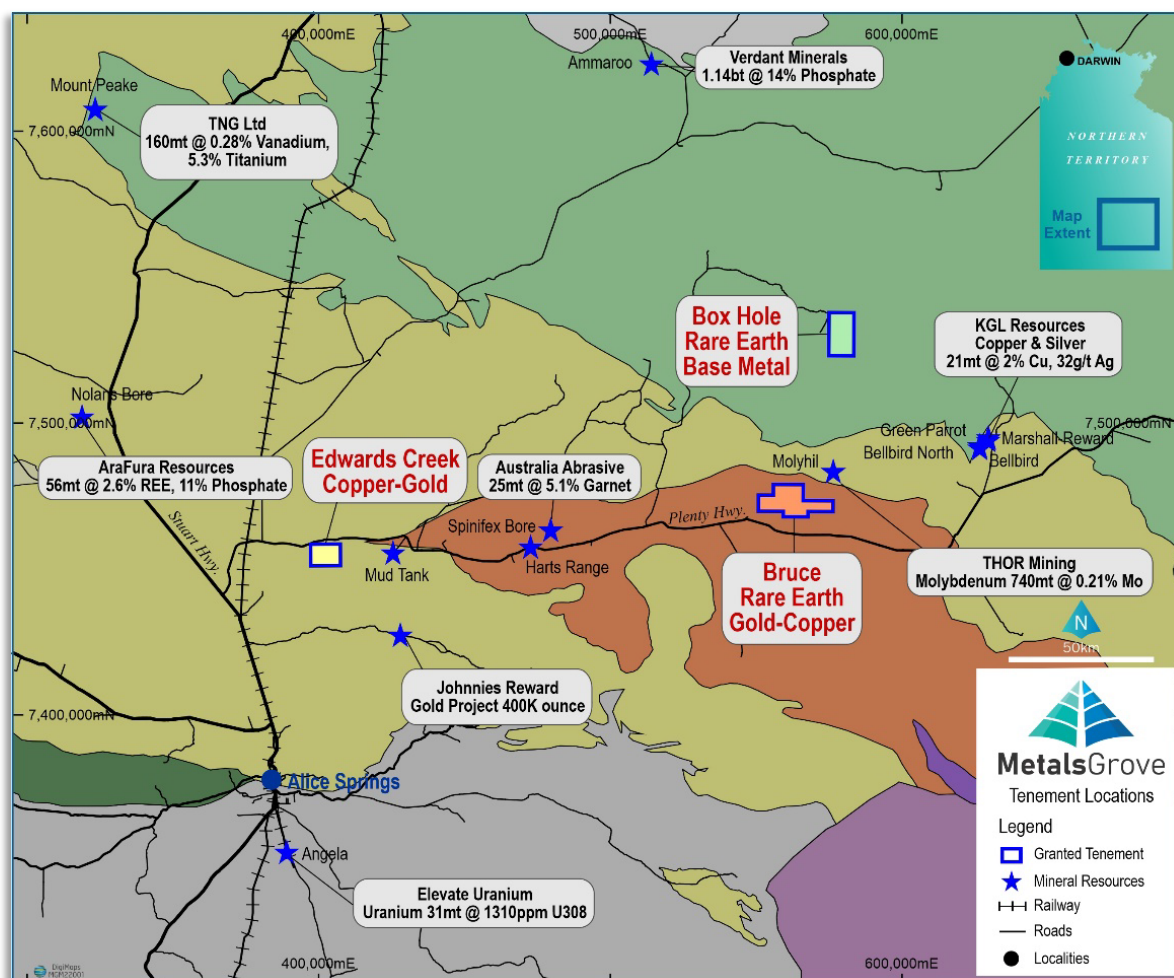 400,000mE
500,000mE
600,000mE
Ammaroo
Verdant Minerals
1.14bt @ 14% Phosphate
DARWIN
NORTHERN
TERRITORY
Map
Extent
Mount Peake
7,600,000mN
TNG Ltd
160mt @ 0.28% Vanadium,
5.3% Titanium
Box Hole
Rare Earth
Base Metal
KGL Resources
Copper & Silver
21mt @ 2% Cu, 32g/t Ag
Nolans Bore
7,500,000mN
7,500,000mN
Green Parrot
Marshall-Reward
Bellbird North
Bellbird
AraFura Resources
56mt @ 2.6% REE, 11% Phosphate
Edwards Creek
Copper-Gold
Australia Abrasive
25mt @ 5.1% Garnet
Molyhil
Stuart Hwy.
Spinifex Bore
Plenty Hwy.
Mud Tank
Harts Range
Bruce
Rare Earth
Gold-Copper
THOR Mining
Molybdenum 740mt @ 0.21% Mo
N
50km
Johnnies Reward
Gold Project 400K ounce
7,400,000mN
Alice Springs
Angela
Elevate Uranium
Uranium 31mt @ 1310ppm U308
MetalsGrove
Tenement Locations
Legend
Granted Tenement
Mineral Resources
Railway
Roads
Localities
DigiMaps
MGM22001
400,000mE
600,000mE